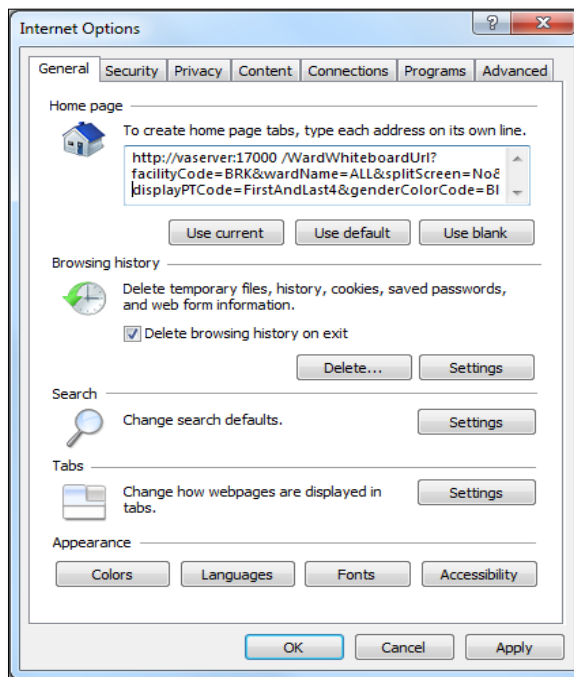 Internet Options
General Security Privacy Content Connections Programs Advanced
Home page
To create home page tabs, type each address on its own line.
http://vaserver:17000 /WardWhiteboardUrl?
facilityCode=BRK&wardName=ALL&splitScreen=No&
displayPTCode=FirstAndLast4&genderColorCode=Bl
Use current Use default Use blank
Browsing history
Delete temporary files, history, cookies, saved passwords,
and web form information.
Delete browsing history on exit
Delete... Settings
Search
Change search defaults. Settings
Tabs
Change how webpages are displayed in
tabs.
Settings
Appearance
Colors Languages Fonts Accessibility
OK Cancel Apply